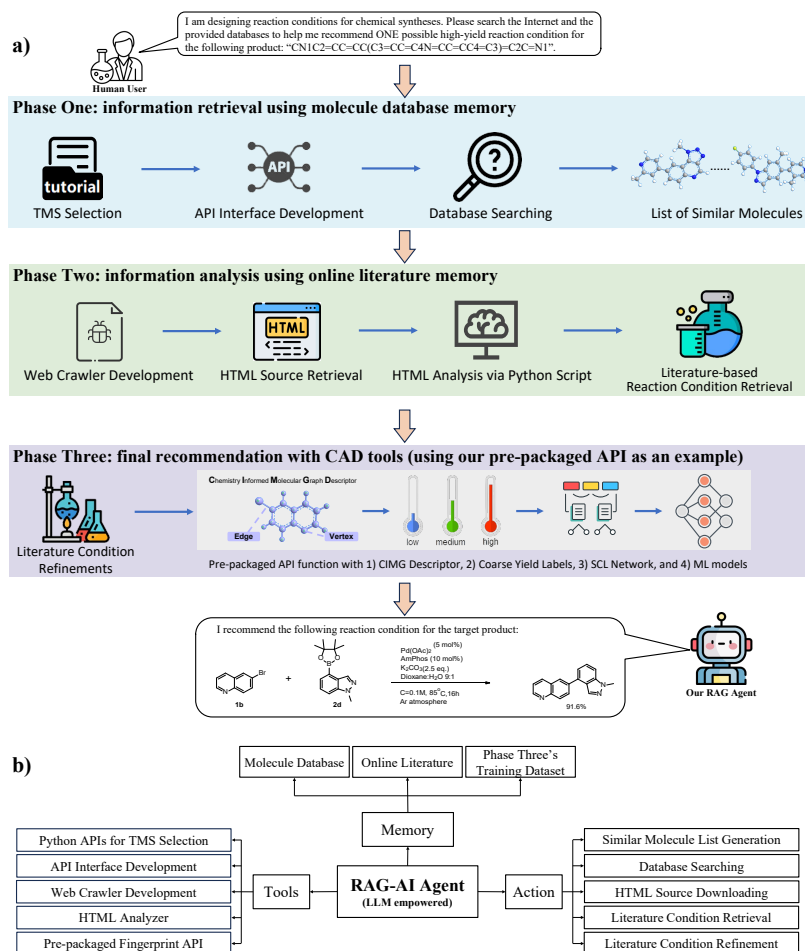 a)
I am designing reaction conditions for chemical syntheses. Please search the Internet and the
provided databases to help me recommend ONE possible high-yield reaction condition for
the following product: “CN1C2=CC=CC(C3=CC=C4N=CC=CC4=C3)=C2C=N1”.
Human User
Phase One: information retrieval using molecule database memory
tutorial
API
?
TMS Selection
API Interface Development
Database Searching
List of Similar Molecules
Phase Two: information analysis using online literature memory
HTML
Web Crawler Development
HTML Source Retrieval
HTML Analysis via Python Script
Literature-based
Reaction Condition Retrieval
Phase Three: final recommendation with CAD tools (using our pre-packaged API as an example)
Chemistry Informed Molecular Graph Descriptor
Edge
Vertex
low
medium
high
Literature Condition
Refinements
Pre-packaged API function with 1) CIMG Descriptor, 2) Coarse Yield Labels, 3) SCL Network, and 4) ML models
I recommend the following reaction condition for the target product:
Br
N
1b
+
O O
B
N
N
2d
Pd(OAc)2 (5 mol%)
AmPhos (10 mol%)
K2CO3(2.5 eq.)
Dioxane:H2O 9:1
C=0.1M, 85°C,16h
Ar atmosphere
N
N
N
91.6%
Our RAG Agent
b)
Molecule Database
Online Literature
Phase Three's
Training Dataset
Memory
Python APIs for TMS Selection
API Interface Development
Web Crawler Development
HTML Analyzer
Pre-packaged Fingerprint API
Tools
RAG-AI Agent
(LLM empowered)
Action
Similar Molecule List Generation
Database Searching
HTML Source Downloading
Literature Condition Retrieval
Literature Condition Refinement